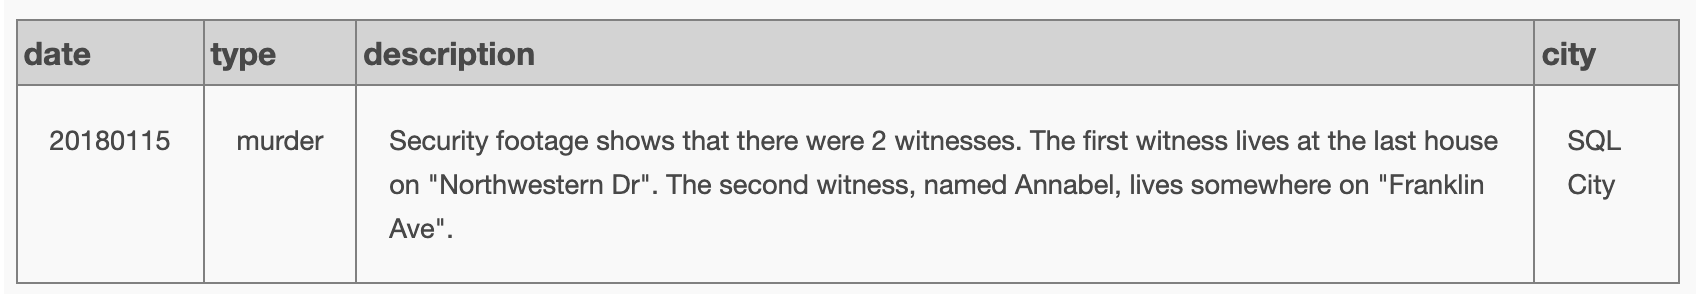 date type description city
20180115 murder Security footage shows that there were 2 witnesses. The first witness lives at the last house SQL
on "Northwestern Dr". The second witness, named Annabel, lives somewhere on "Franklin City
Ave".